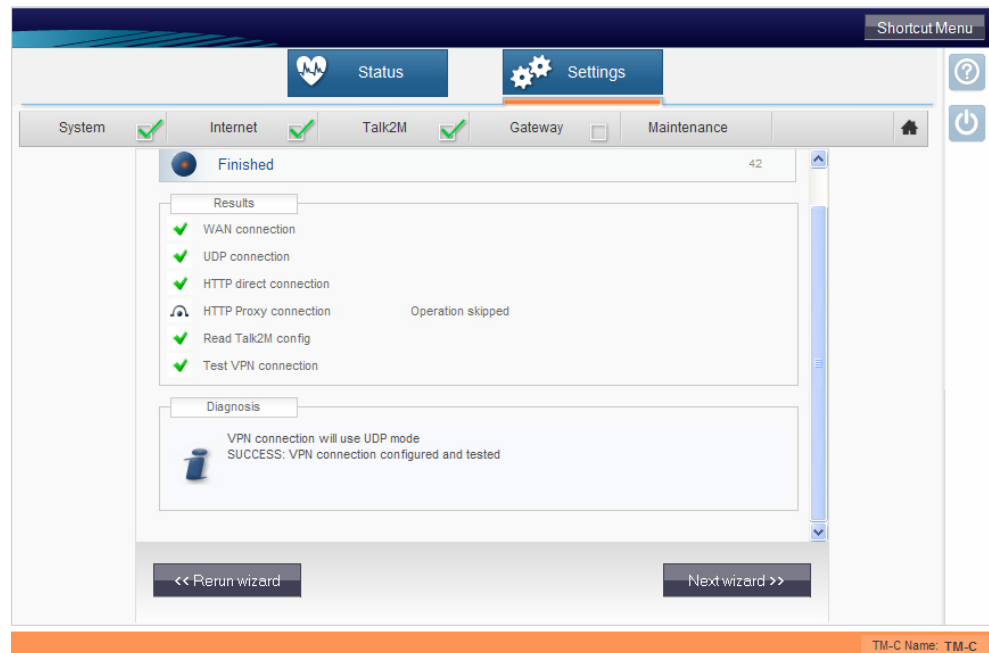 Shortcut Menu
Status
Settings
System
Internet
Talk2M
Gateway
Maintenance
Finished 42
Results
WAN connection
UDP connection
HTTP direct connection
HTTP Proxy connection Operation skipped
Read Talk2M config
Test VPN connection
Diagnosis
VPN connection will use UDP mode
SUCCESS: VPN connection configured and tested
<< Rerun wizard
Next wizard >>
TM-C Name: TM-C